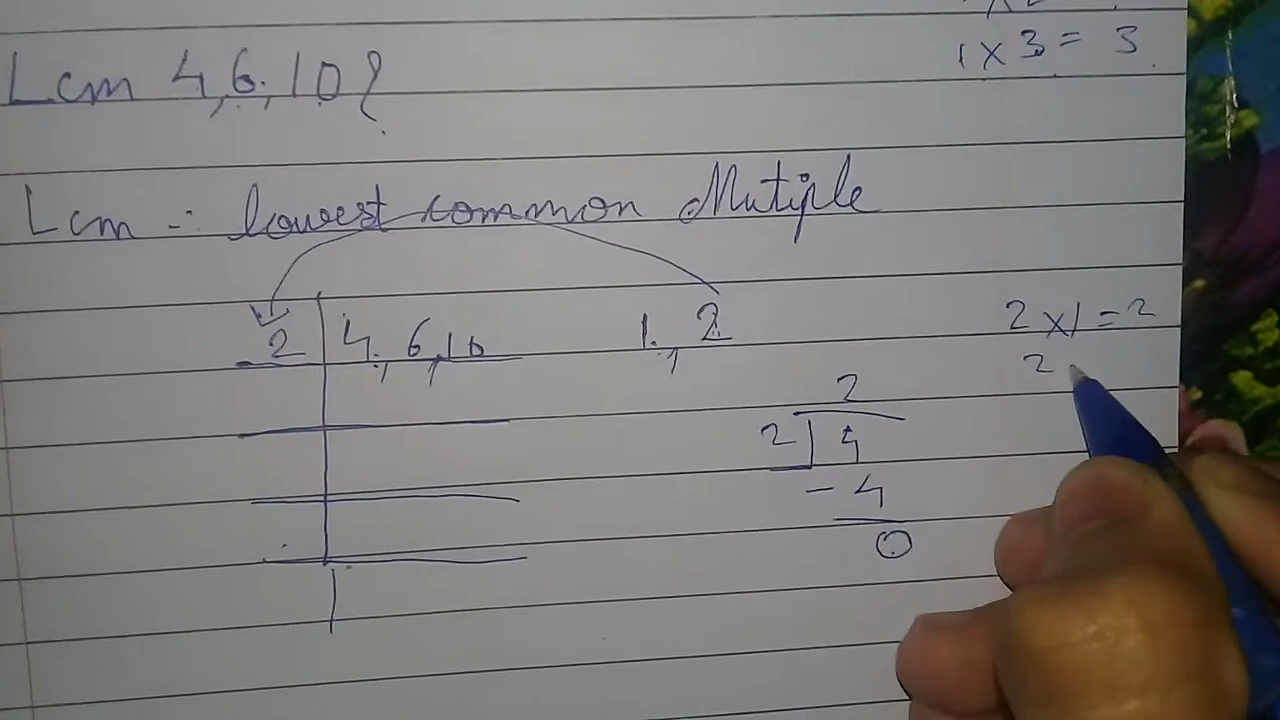 1 x 3 = 3
Lcm 4, 6, 10?
Lcm :- lowest common Mutiple
2 | 4, 6, 10
1, 2
2 x 1 = 2
2
2
2 | 4
- 4
0